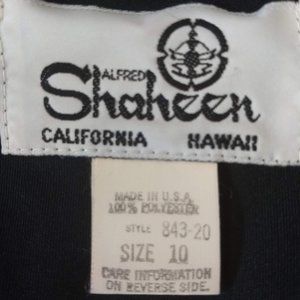 ALFRED
Shaheen
CALIFORNIA HAWAII
MADE IN U.S.A.
100% POLYESTER
STYLE 843-20
SIZE 10
CARE INFORMATION
ON REVERSE SIDE.